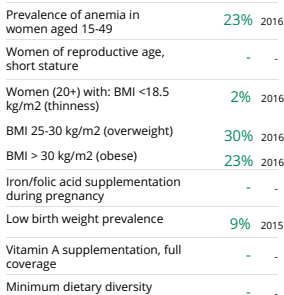 Prevalence of anemia in
women aged 15-49 23% 2016
Women of reproductive age,
short stature - -
Women (20+) with: BMI <18.5
kg/m2 (thinness) 2% 2016
BMI 25-30 kg/m2 (overweight) 30% 2016
BMI > 30 kg/m2 (obese) 23% 2016
Iron/folic acid supplementation
during pregnancy - -
Low birth weight prevalence 9% 2015
Vitamin A supplementation, full
coverage - -
Minimum dietary diversity - -